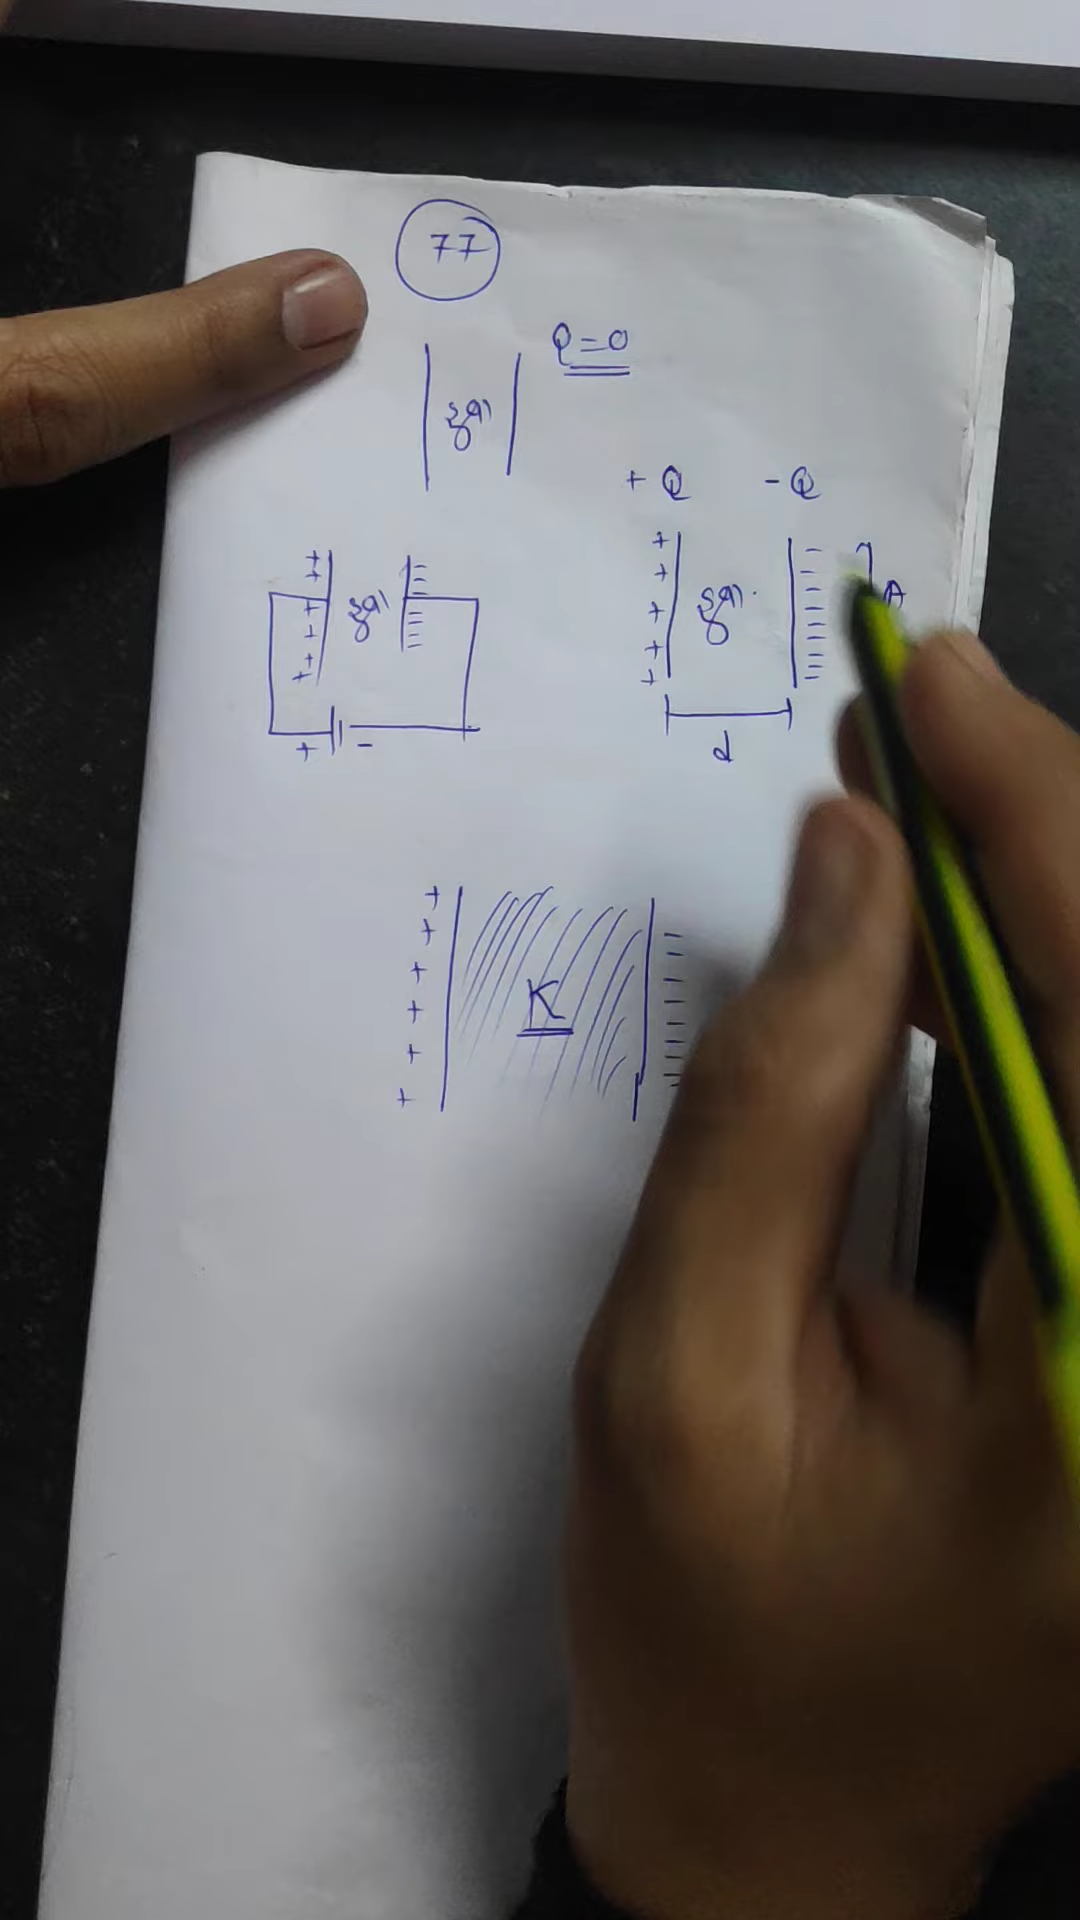 77
Q=0
हवा
+ Q - Q
+ + + + + हवा - - - - - - - - A
+ + + + + + हवा - - - - - - -
+ -
d
+ + + + + + K - - - - - - - -